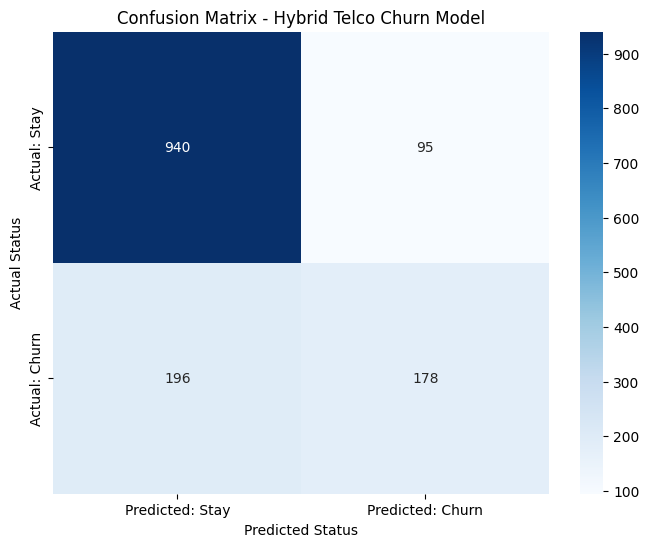 Confusion Matrix - Hybrid Telco Churn Model
Actual Status
Actual: Stay
940
95
Actual: Churn
196
178
Predicted: Stay
Predicted: Churn
Predicted Status
900
800
700
600
500
400
300
200
100